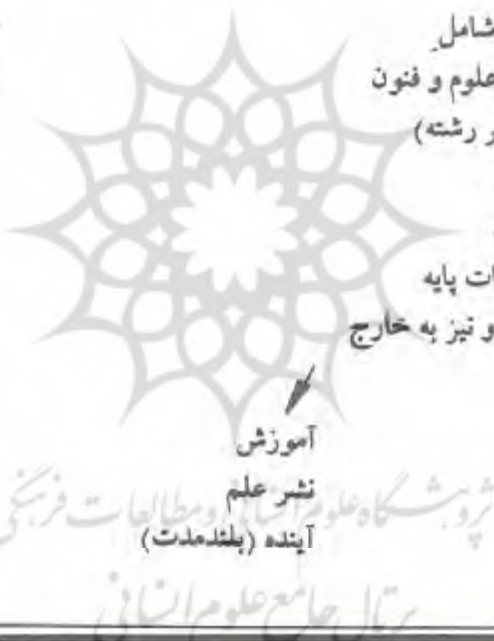 شامل
علوم و فنون
ر رشته)
ات پایه
و نیز به خارج
آموزش
نشر علم
آینده (بلندمدت)
پژوهشگاه علوم انسانی و مطالعات فرهنگی
پرتال جامع علوم انسانی